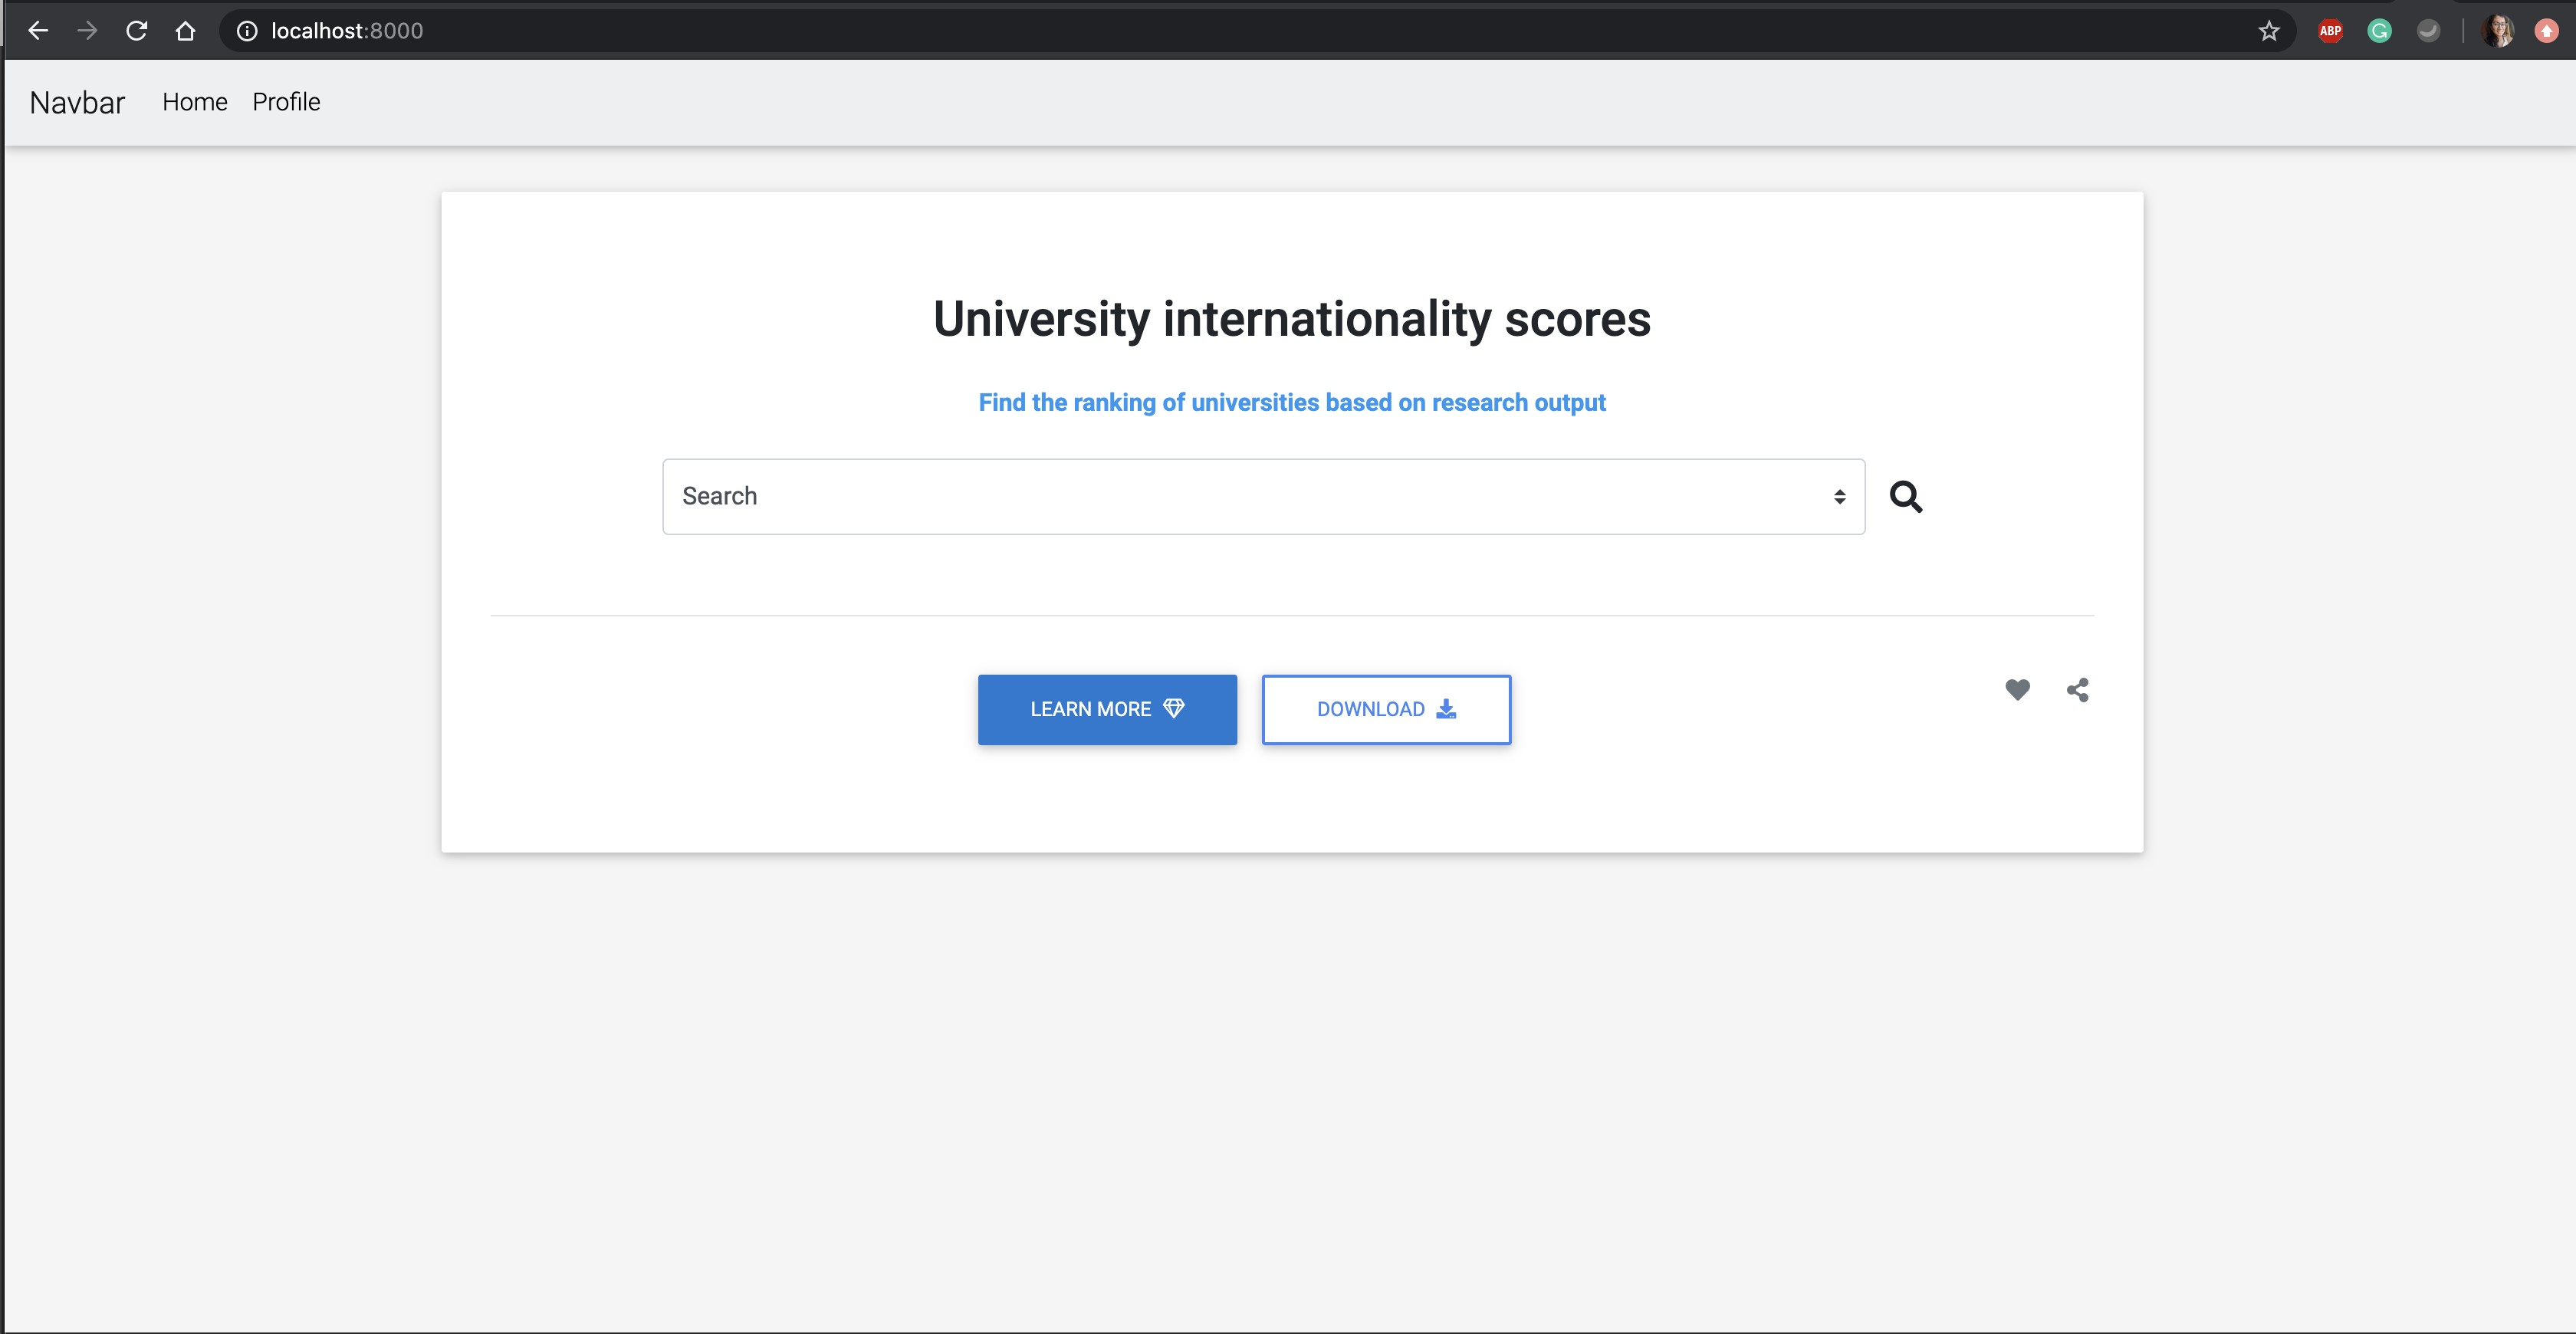 localhost:8000
ABP
Navbar Home Profile
University internationality scores
Find the ranking of universities based on research output
Search
LEARN MORE DOWNLOAD